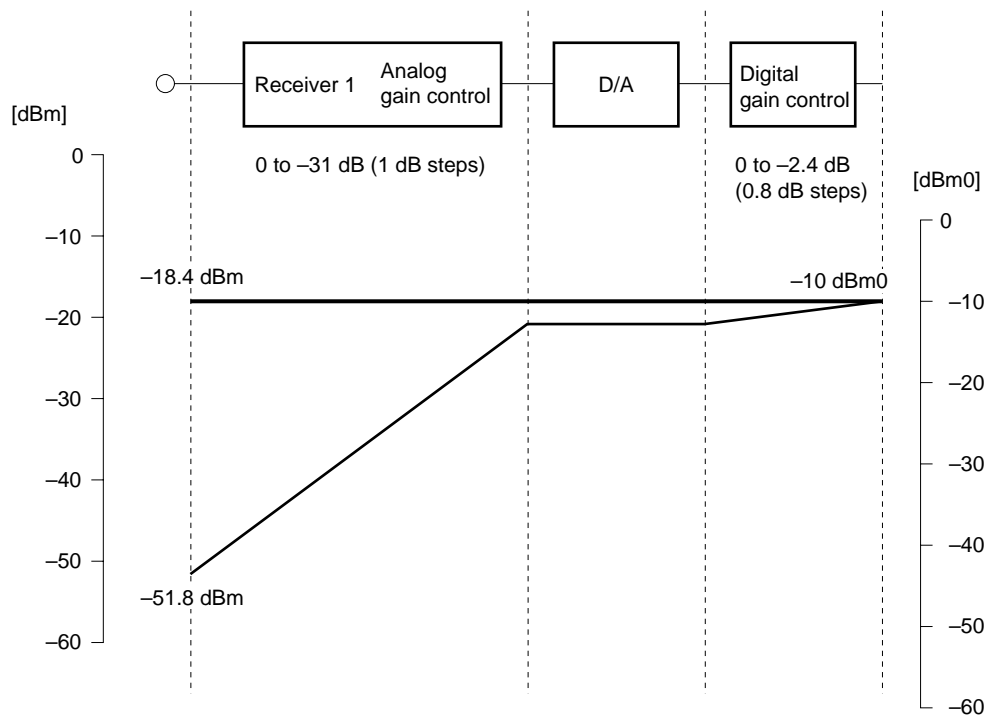 Receiver 1
Analog
gain control
D/A
Digital
gain control
[dBm]
0 to –31 dB (1 dB steps)
0 to –2.4 dB
(0.8 dB steps)
[dBm0]
0
–10
–20
–30
–40
–50
–60
–18.4 dBm
–10 dBm0
–51.8 dBm
0
–10
–20
–30
–40
–50
–60